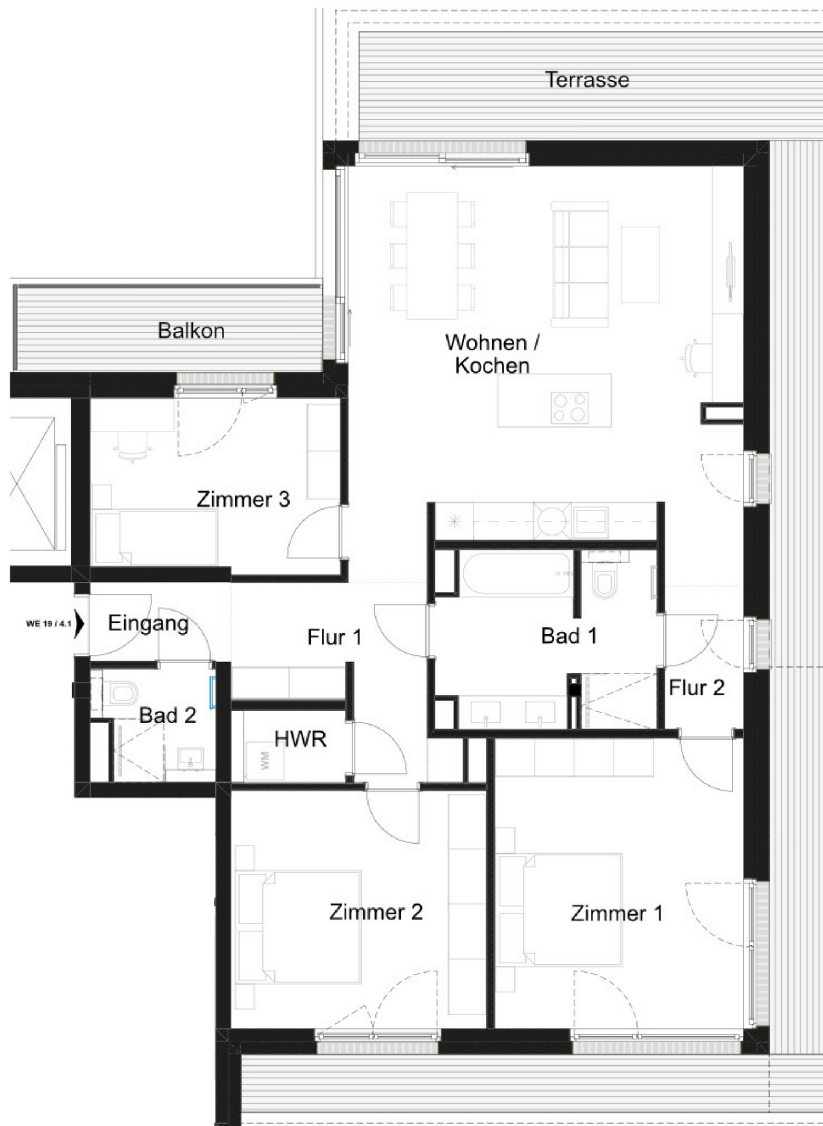 Terrasse
Balkon
Wohnen /
Kochen
Zimmer 3
WE 19 / 4.1
Eingang
Flur 1
Bad 1
Flur 2
Bad 2
HWR
WM
Zimmer 2
Zimmer 1